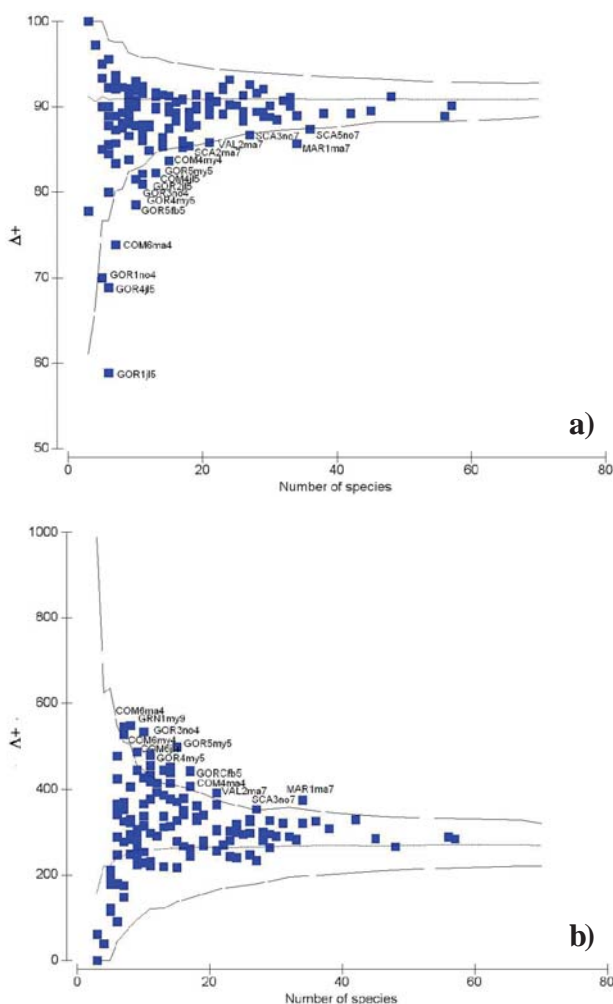 100
90
80
70
60
50
Δ+
SCA3no7
SCA5no7
VAL2ma7
MAR1ma7
SCA2ma7
COM4my4
GOR5my5
COM4jl5
GOR2jl5
GOR3no4
GOR4my5
GOR5fb5
COM6ma4
GOR1no4
GOR4jl5
GOR1jl5
a)
0
20
40
60
80
Number of species
1000
800
600
400
200
0
Δ+
COM6ma4
GRN1my9
GOR3no4
COM6my4
GOR5my5
GOR4my5
GORCfb5
COM4ma4
VAL2ma7
MAR1ma7
SCA3no7
b)
0
20
40
60
80
Number of species